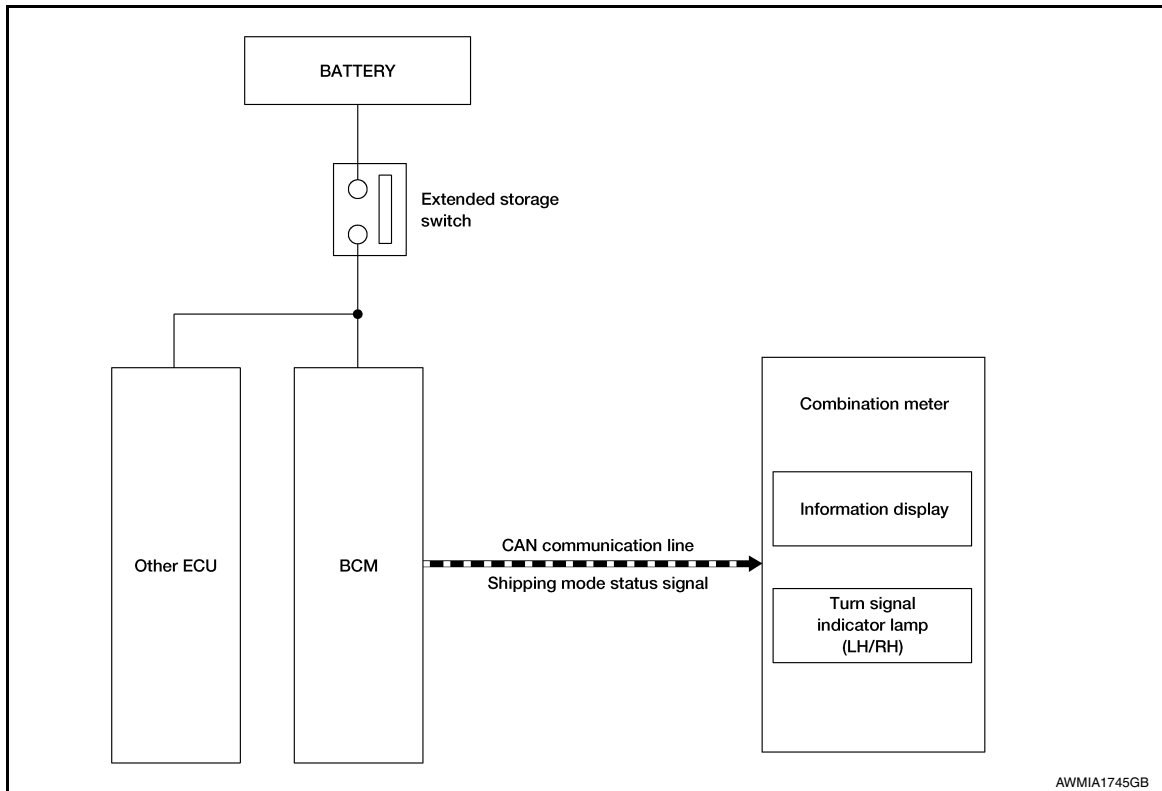 BATTERY
Extended storage
switch
Other ECU
BCM
CAN communication line
Shipping mode status signal
Combination meter
Information display
Turn signal
indicator lamp
(LH/RH)
AWMIA1745GB